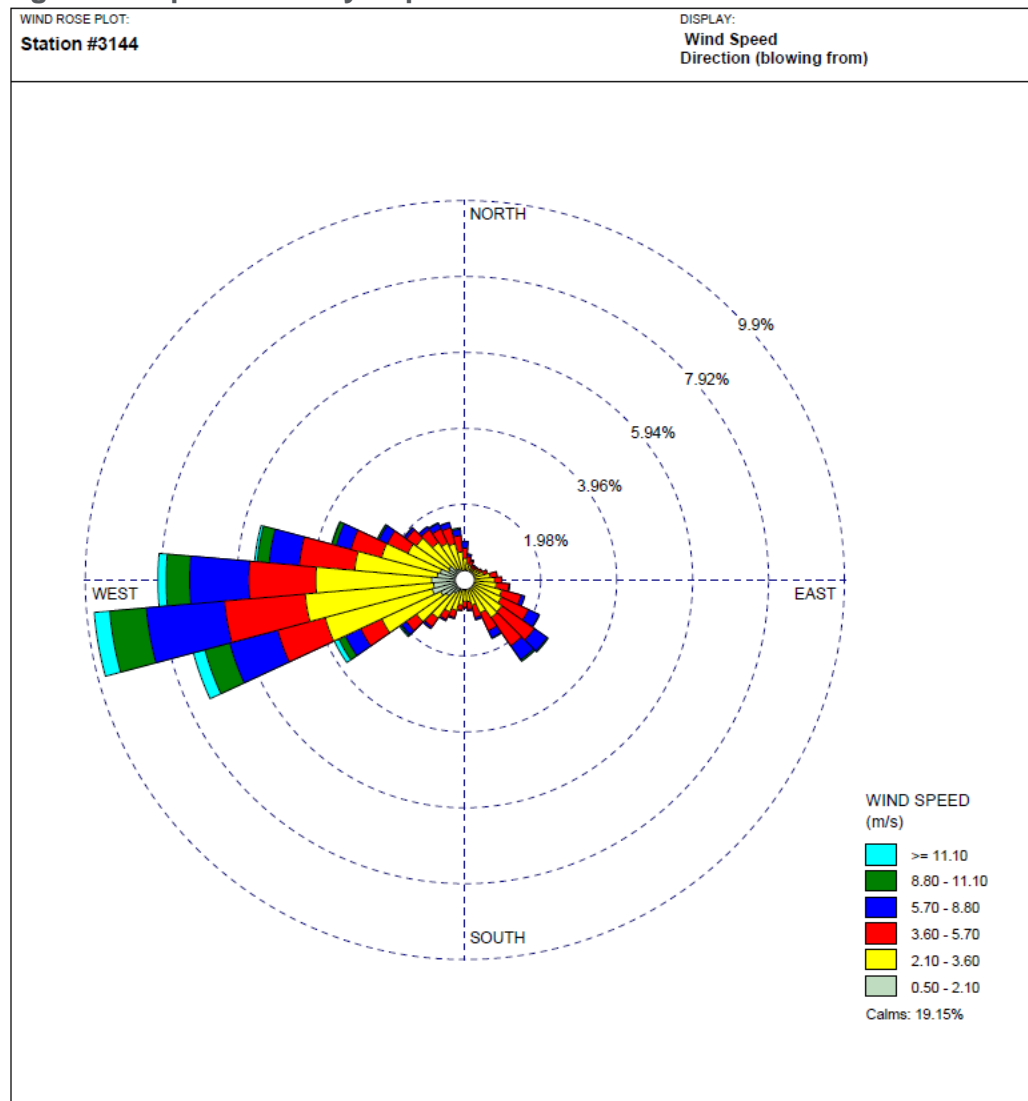 WIND ROSE PLOT:
Station #3144
DISPLAY:
Wind Speed
Direction (blowing from)
NORTH
9.9%
7.92%
5.94%
3.96%
1.98%
WEST
EAST
SOUTH
WIND SPEED
(m/s)
>= 11.10
8.80 - 11.10
5.70 - 8.80
3.60 - 5.70
2.10 - 3.60
0.50 - 2.10
Calms: 19.15%